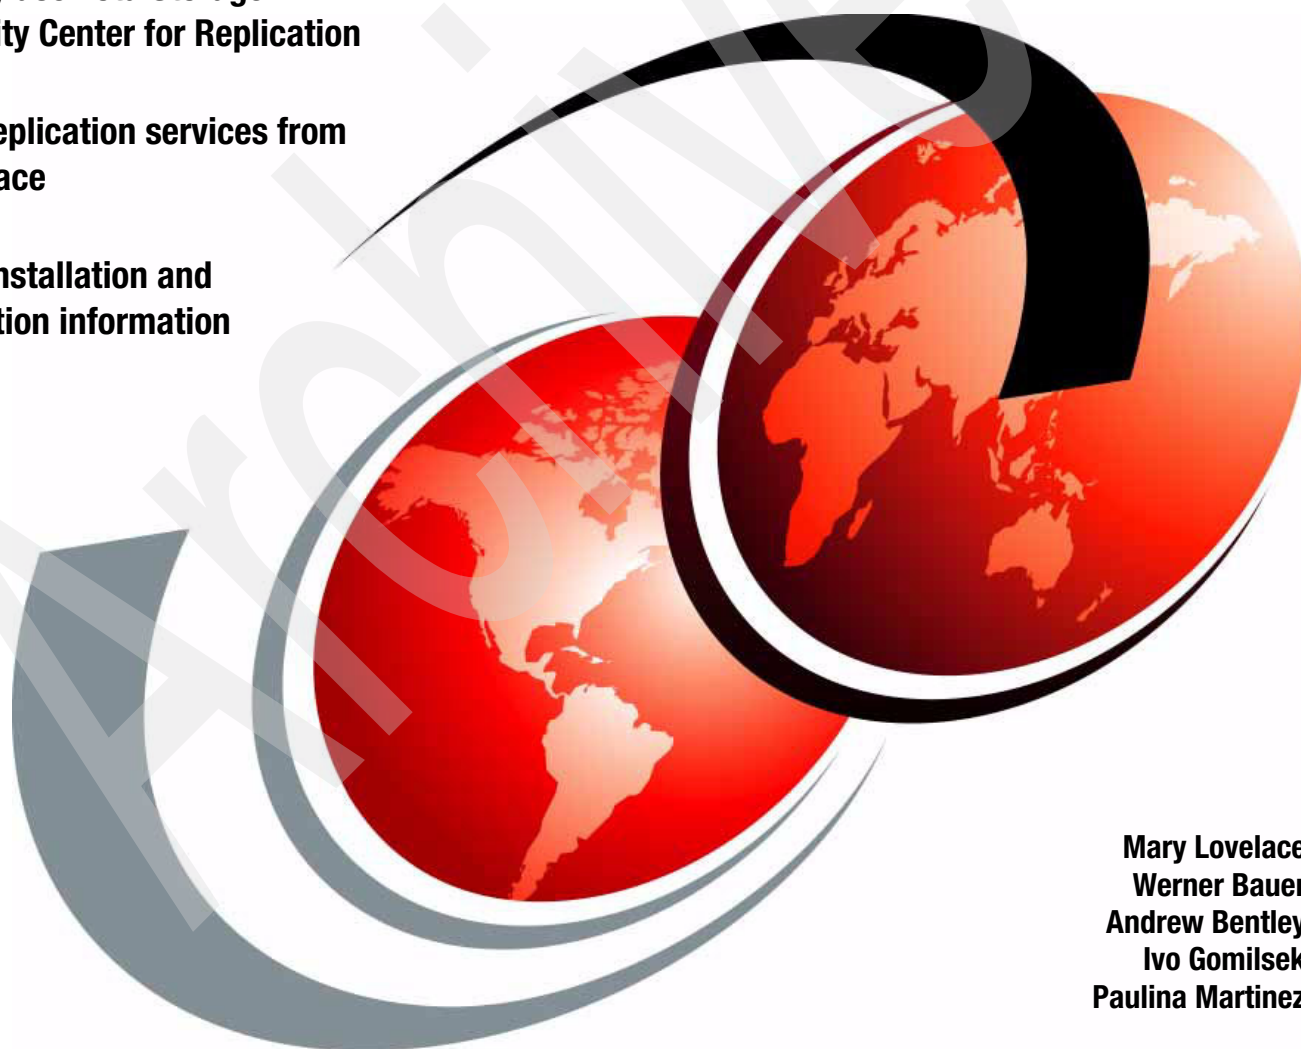 ity Center for Replication
eplication services from
ace
nstallation and
tion information
Mary Lovelace
Werner Bauer
Andrew Bentley
Ivo Gomilsek
Paulina Martinez